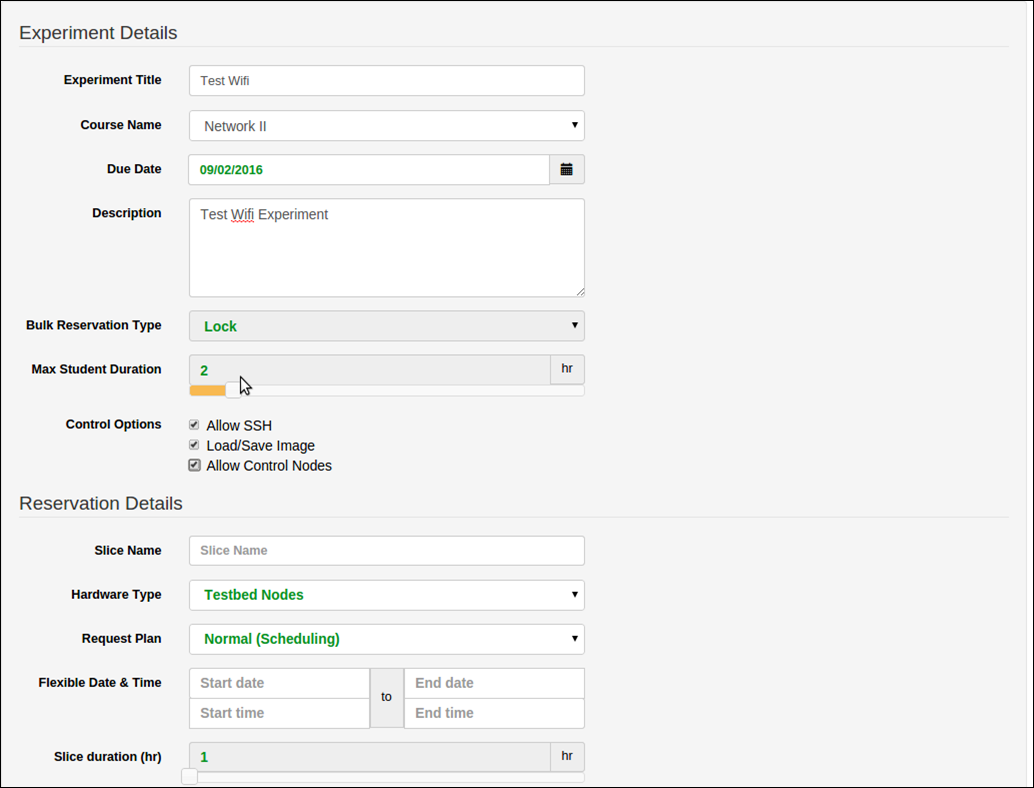 Experiment Details
Experiment Title
Test Wifi
Course Name
Network II
Due Date
09/02/2016
Description
Test Wifi Experiment
Bulk Reservation Type
Lock
Max Student Duration
2
hr
Control Options
Allow SSH
Load/Save Image
Allow Control Nodes
Reservation Details
Slice Name
Slice Name
Hardware Type
Testbed Nodes
Request Plan
Normal (Scheduling)
Flexible Date & Time
Start date
to
End date
Start time
End time
Slice duration (hr)
1
hr